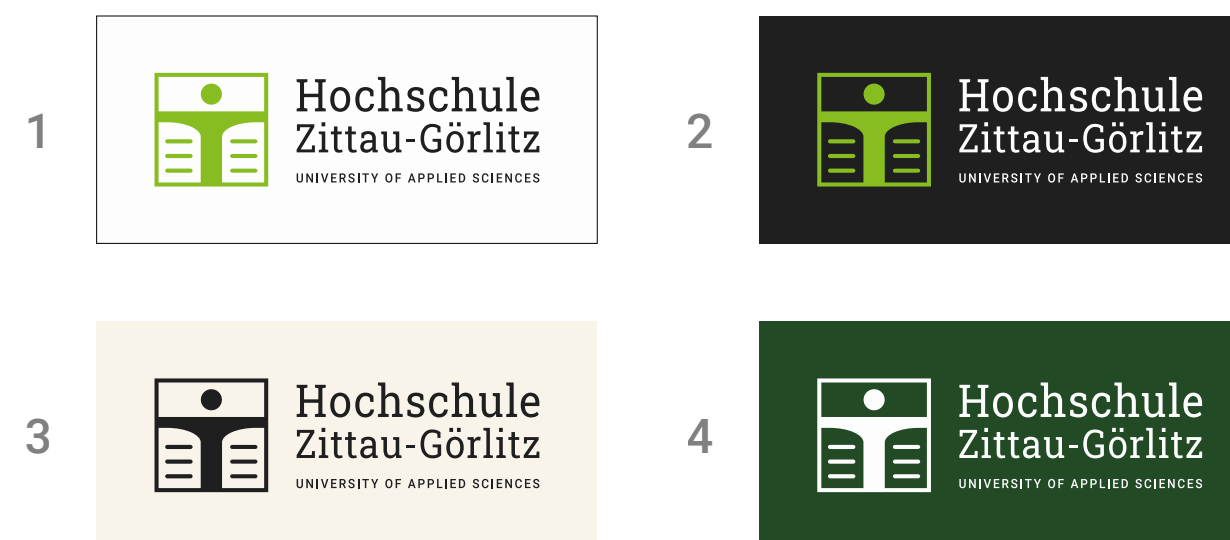 1
Hochschule
Zittau-Görlitz
UNIVERSITY OF APPLIED SCIENCES
2
Hochschule
Zittau-Görlitz
UNIVERSITY OF APPLIED SCIENCES
3
Hochschule
Zittau-Görlitz
UNIVERSITY OF APPLIED SCIENCES
4
Hochschule
Zittau-Görlitz
UNIVERSITY OF APPLIED SCIENCES